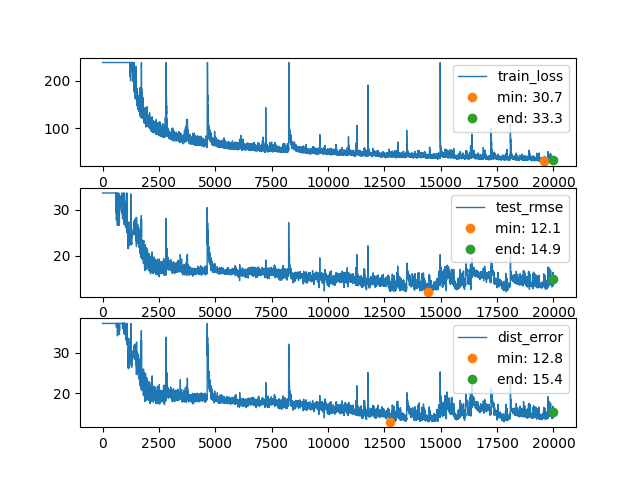 200
100
train_loss
min: 30.7
end: 33.3
0 2500 5000 7500 10000 12500 15000 17500 20000
30
20
test_rmse
min: 12.1
end: 14.9
0 2500 5000 7500 10000 12500 15000 17500 20000
30
20
dist_error
min: 12.8
end: 15.4
0 2500 5000 7500 10000 12500 15000 17500 20000